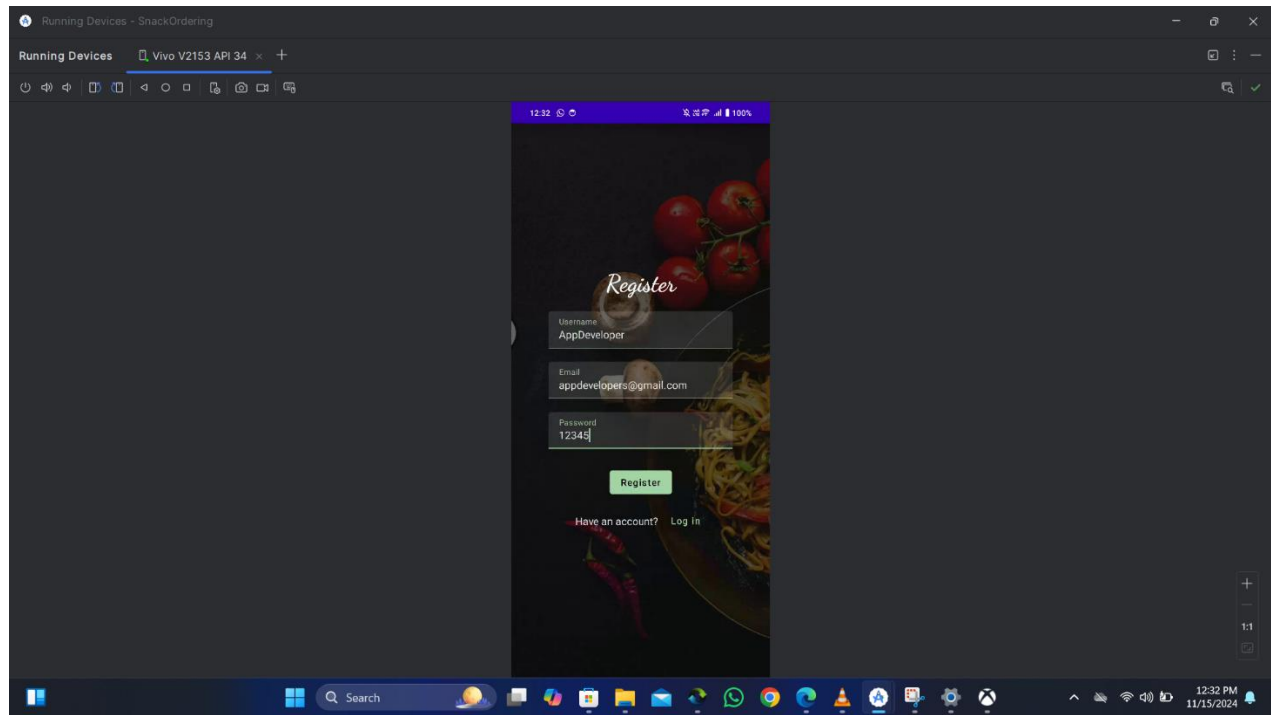 Running Devices - SnackOrdering
Running Devices Vivo V2153 API 34
12:32 100%
Register
Username
AppDeveloper
Email
appdevelopers@gmail.com
Password
12345
Register
Have an account? Log in
1:1
Search
12:32 PM
11/15/2024